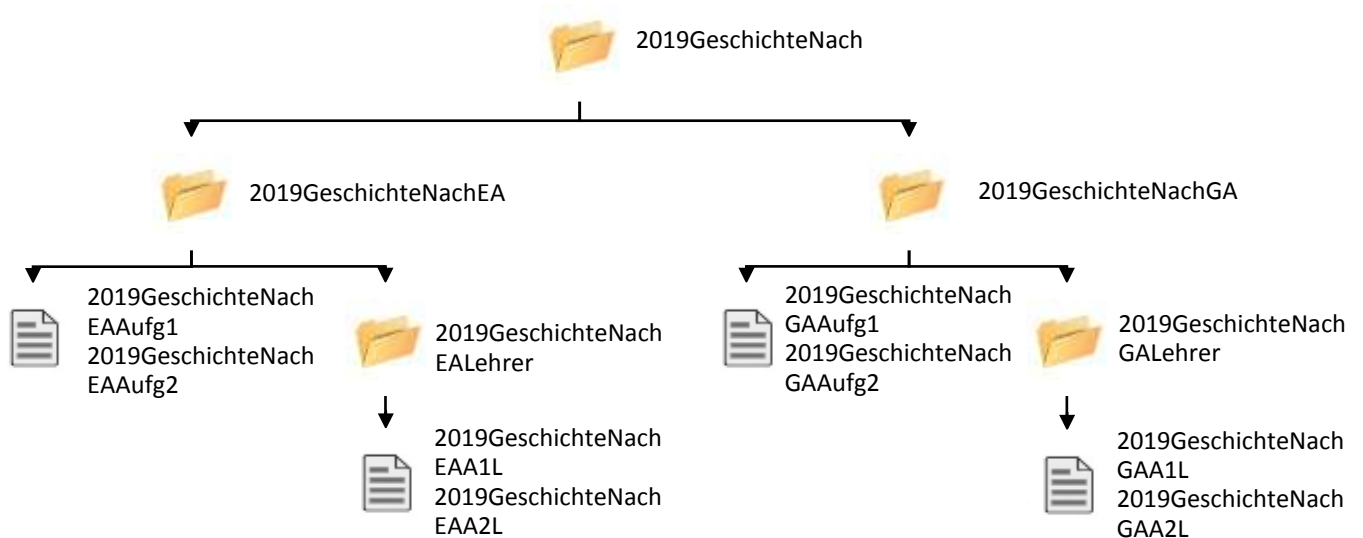 2019GeschichteNach
2019GeschichteNachEA
2019GeschichteNachGA
2019GeschichteNach
EAAufg1
2019GeschichteNach
EAAufg2
2019GeschichteNach
EALehrer
2019GeschichteNach
EAA1L
2019GeschichteNach
EAA2L
2019GeschichteNach
GAAufg1
2019GeschichteNach
GAAufg2
2019GeschichteNach
GALehrer
2019GeschichteNach
GAA1L
2019GeschichteNach
GAA2L